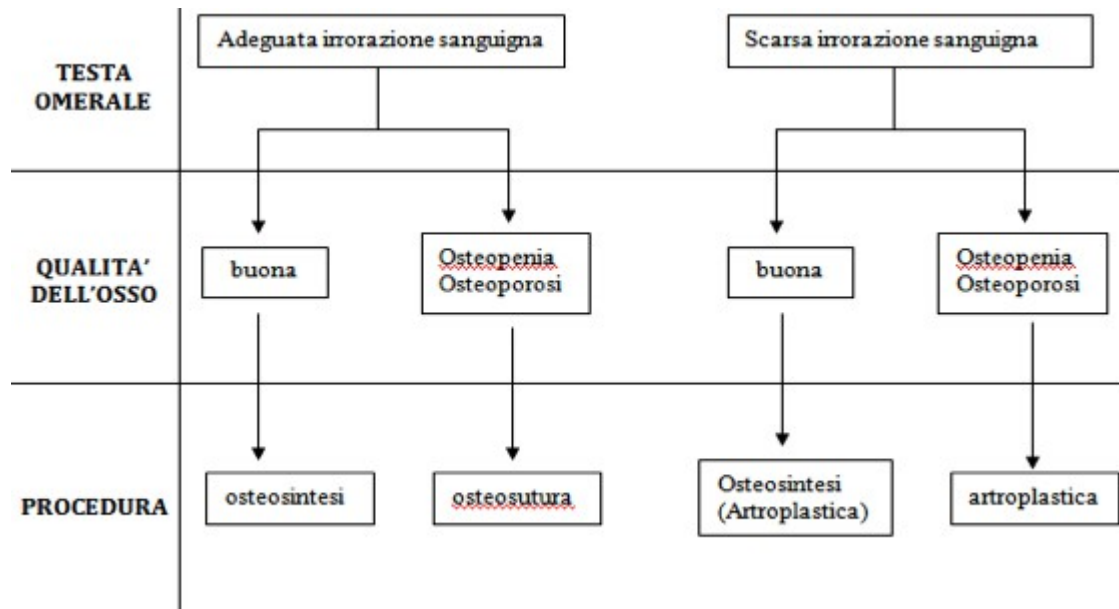 Adeguata irrorazione sanguigna
Scarsa irrorazione sanguigna
TESTA
OMERALE
QUALITA’
DELL’OSSO
buona
Osteopenia
Osteoporosi
buona
Osteopenia
Osteoporosi
PROCEDURA
osteosintesi
osteosutura
Osteosintesi
(Artroplastica)
artroplastica